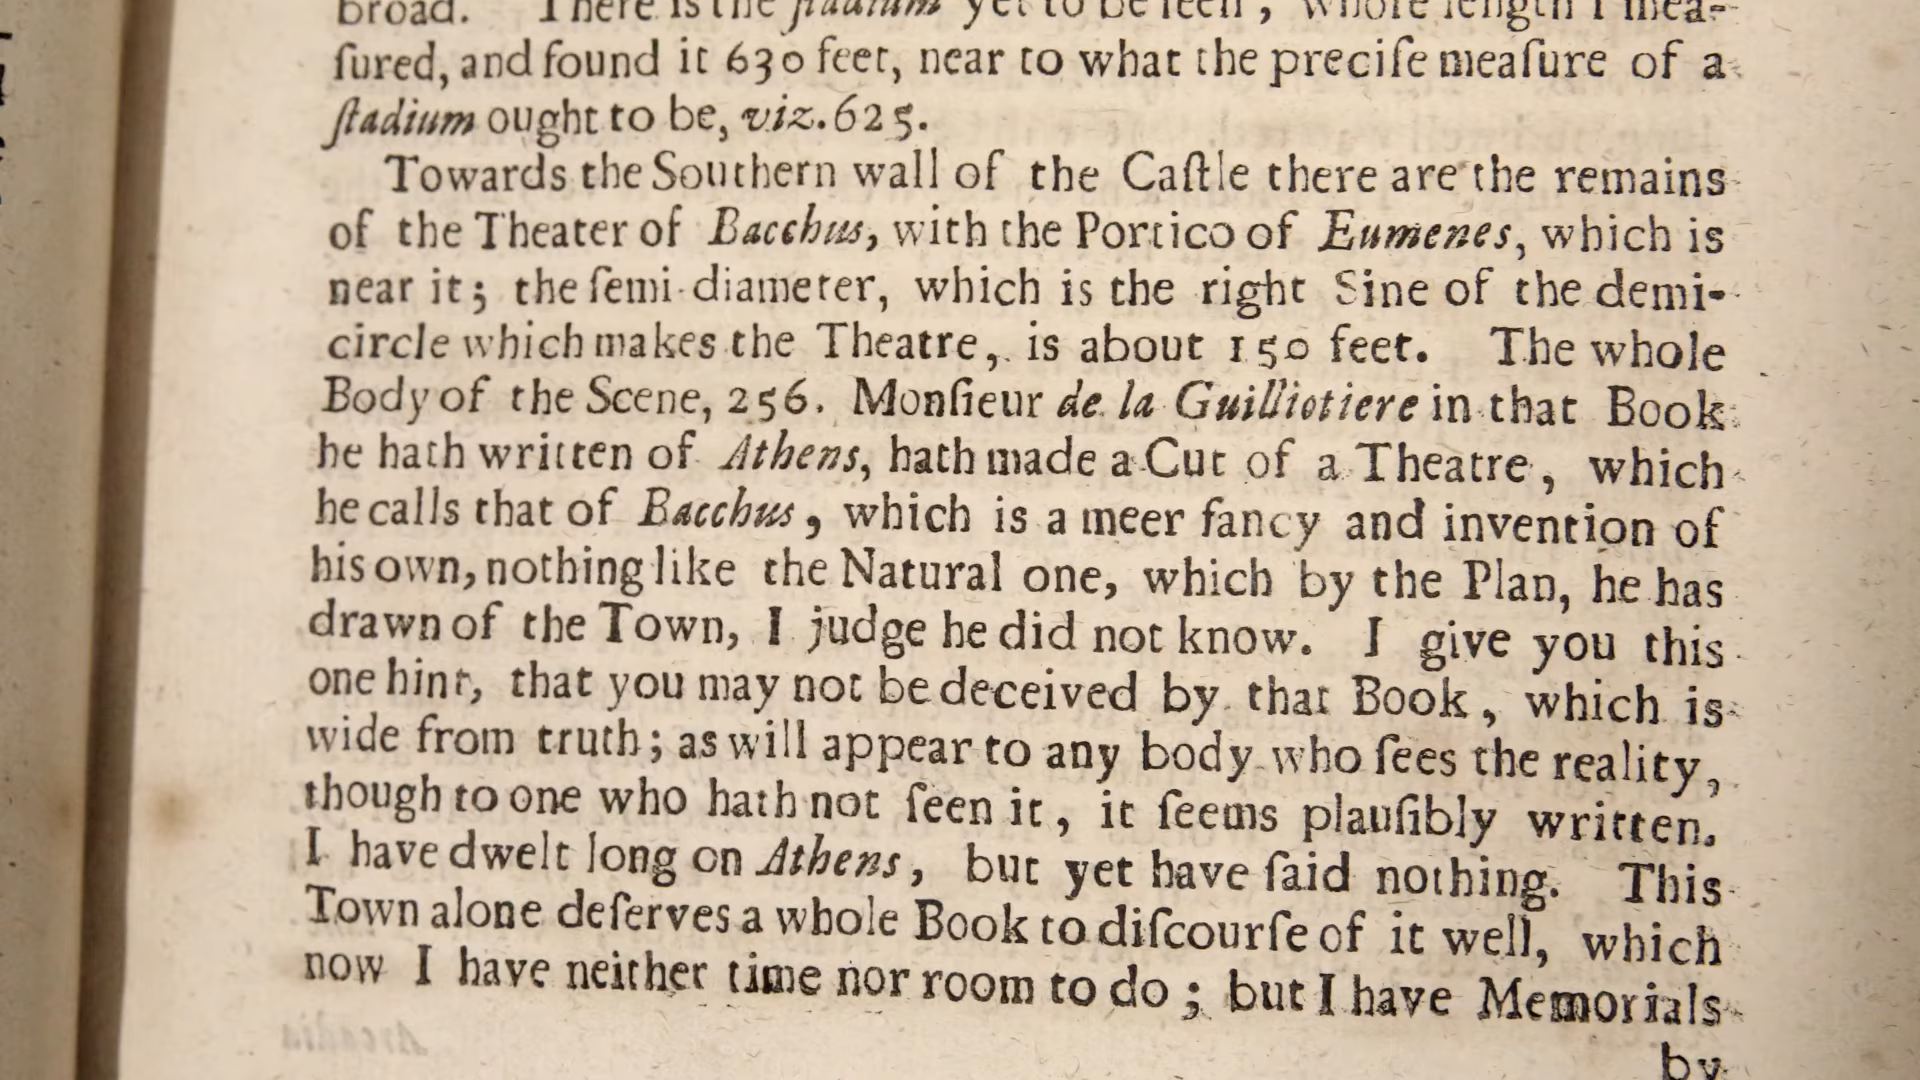 broad. There is the ſtadium yet to be ſeen, whoſe length I mea-
ſured, and found it 630 feet, near to what the preciſe meaſure of a
ſtadium ought to be, viz. 625.
Towards the Southern wall of the Caſtle there are the remains
of the Theater of Bacchus, with the Portico of Eumenes, which is
near it; the ſemi-diameter, which is the right Sine of the demi-
circle which makes the Theatre, is about 150 feet. The whole
Body of the Scene, 256. Monſieur de la Guilliotiere in that Book
he hath written of Athens, hath made a Cut of a Theatre, which
he calls that of Bacchus, which is a meer fancy and invention of
his own, nothing like the Natural one, which by the Plan, he has
drawn of the Town, I judge he did not know. I give you this
one hint, that you may not be deceived by that Book, which is
wide from truth; as will appear to any body who ſees the reality,
though to one who hath not ſeen it, it ſeems plauſibly written.
I have dwelt long on Athens, but yet have ſaid nothing. This
Town alone deſerves a whole Book to diſcourſe of it well, which
now I have neither time nor room to do; but I have Memorials
by